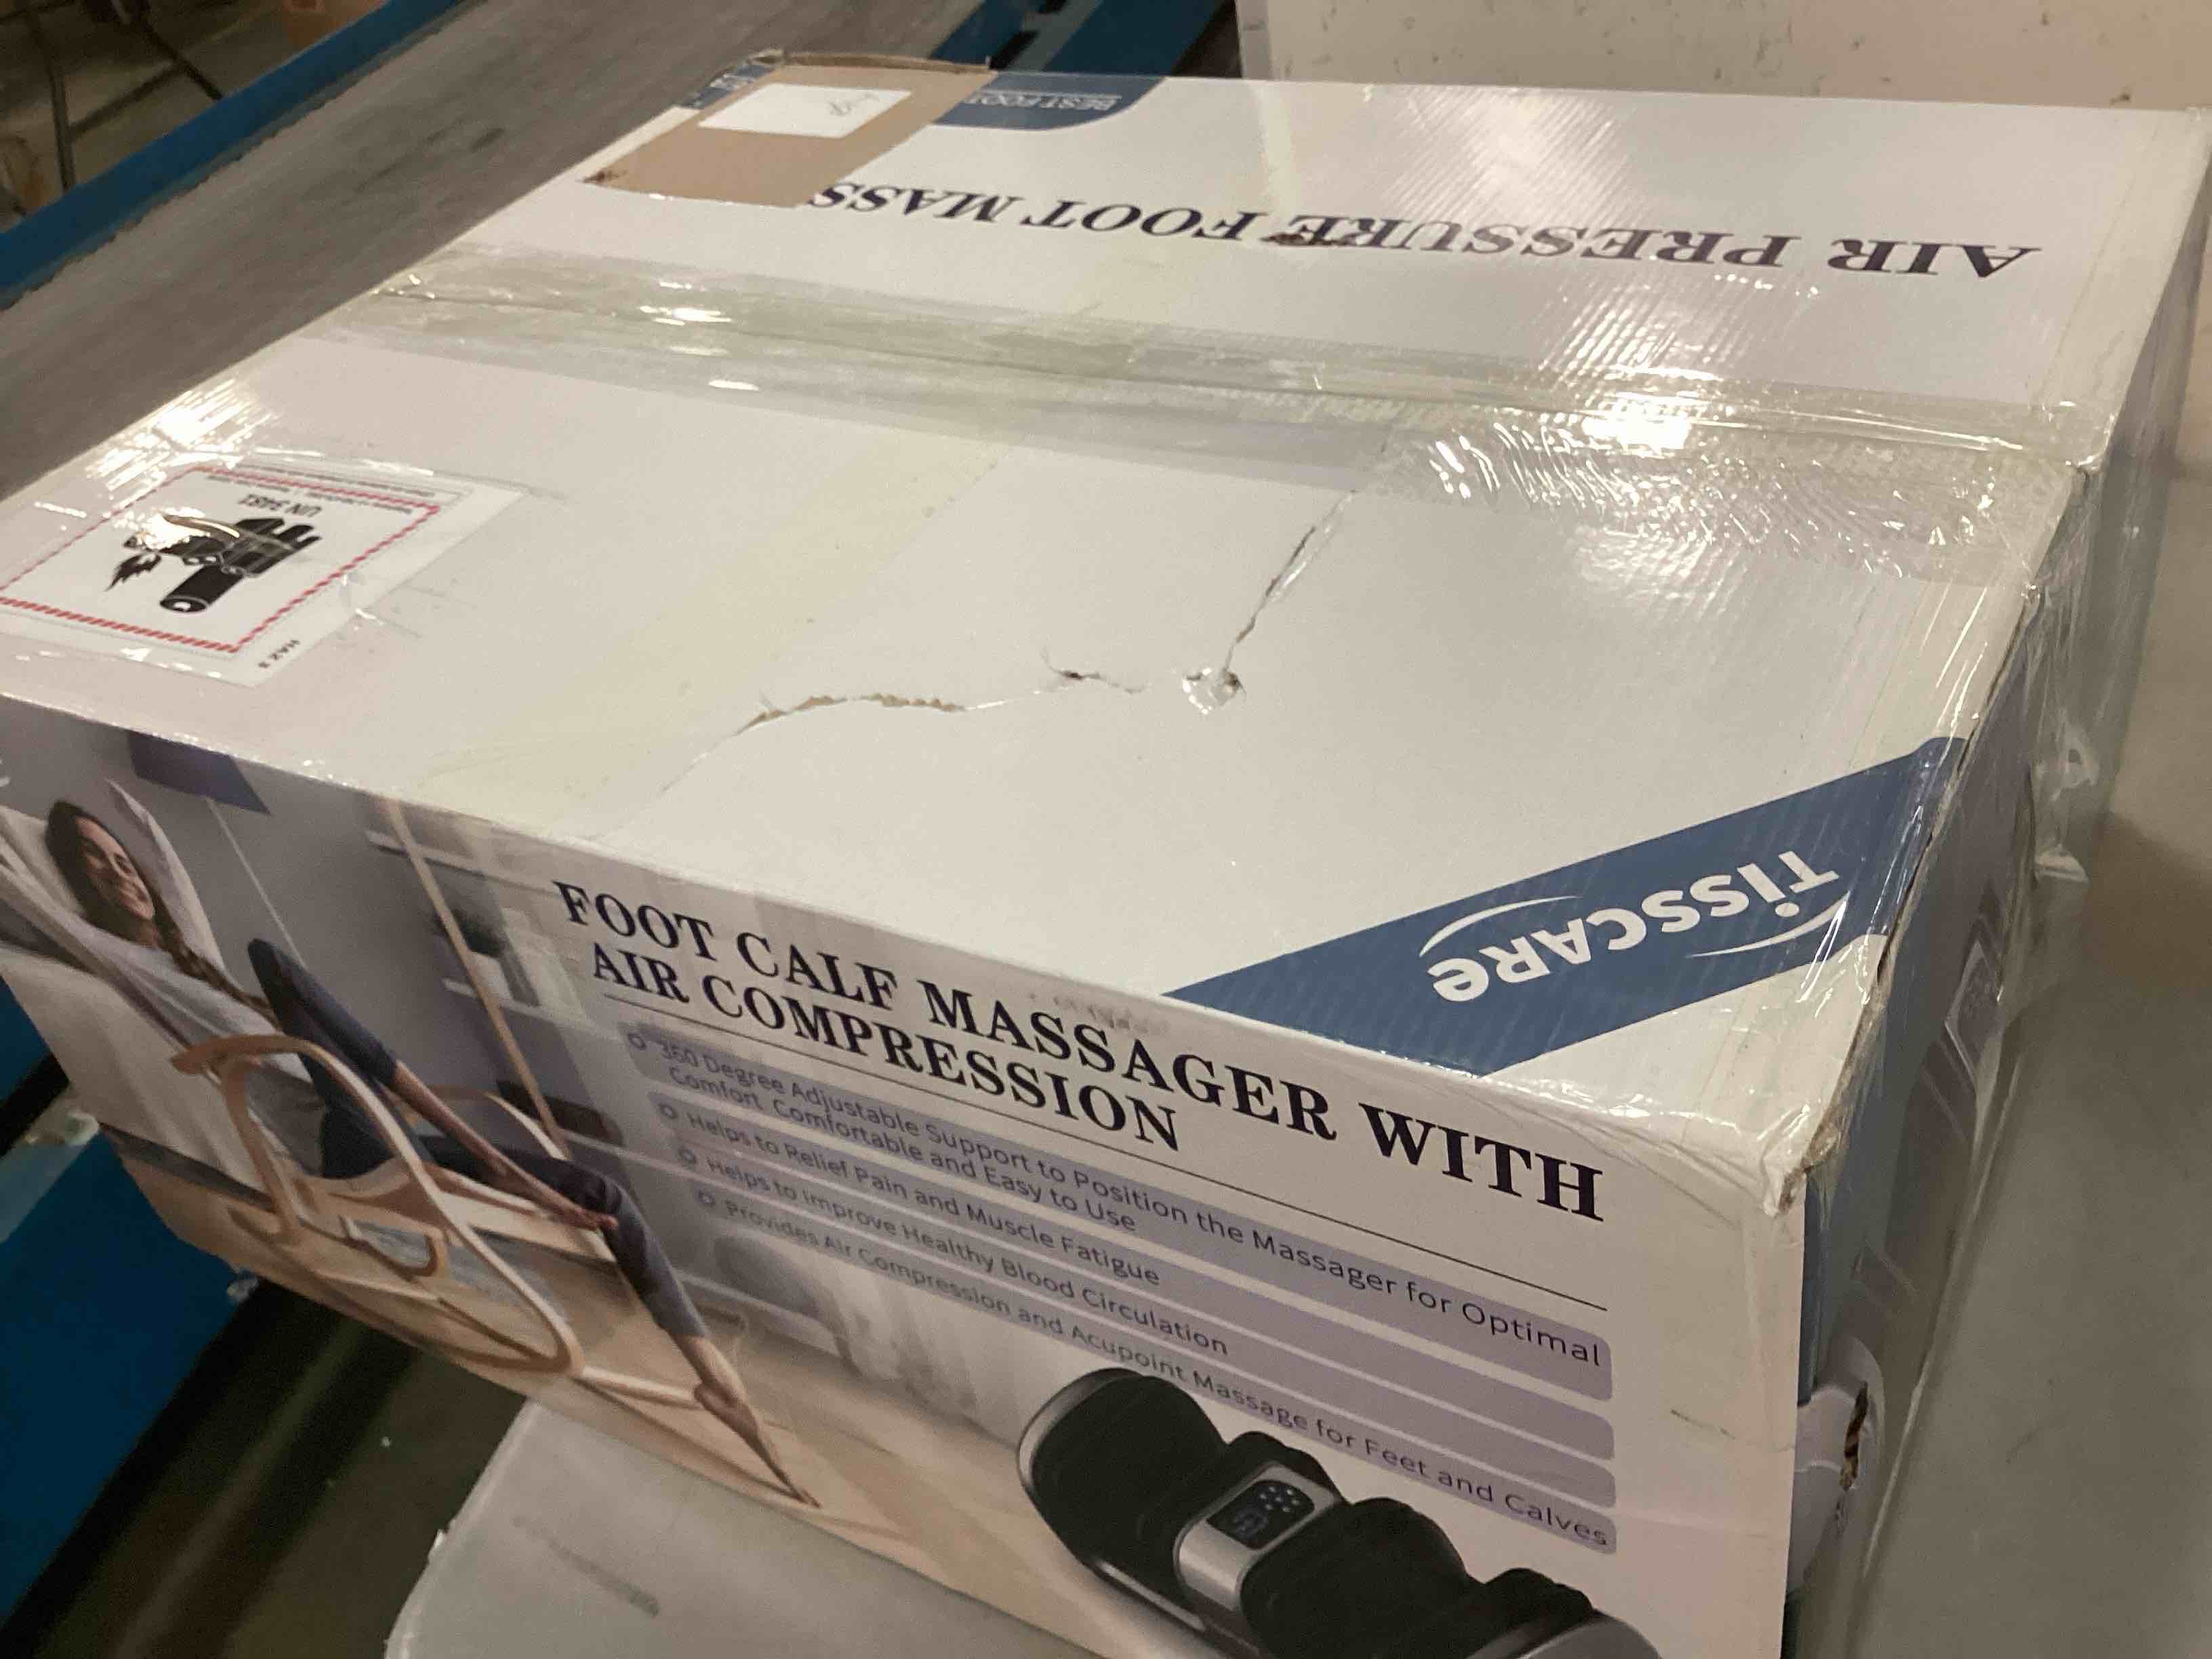 BEST FOOT
AIR PRESSURE FOOT MASS
UN 3481
Tisscare
FOOT CALF MASSAGER WITH
AIR COMPRESSION
360 Degree Adjustable Support to Position the Massager for Optimal
Comfort, Comfortable and Easy to Use
Helps to Relief Pain and Muscle Fatigue
Helps to Improve Healthy Blood Circulation
Provides Air Compression and Acupoint Massage for Feet and Calves